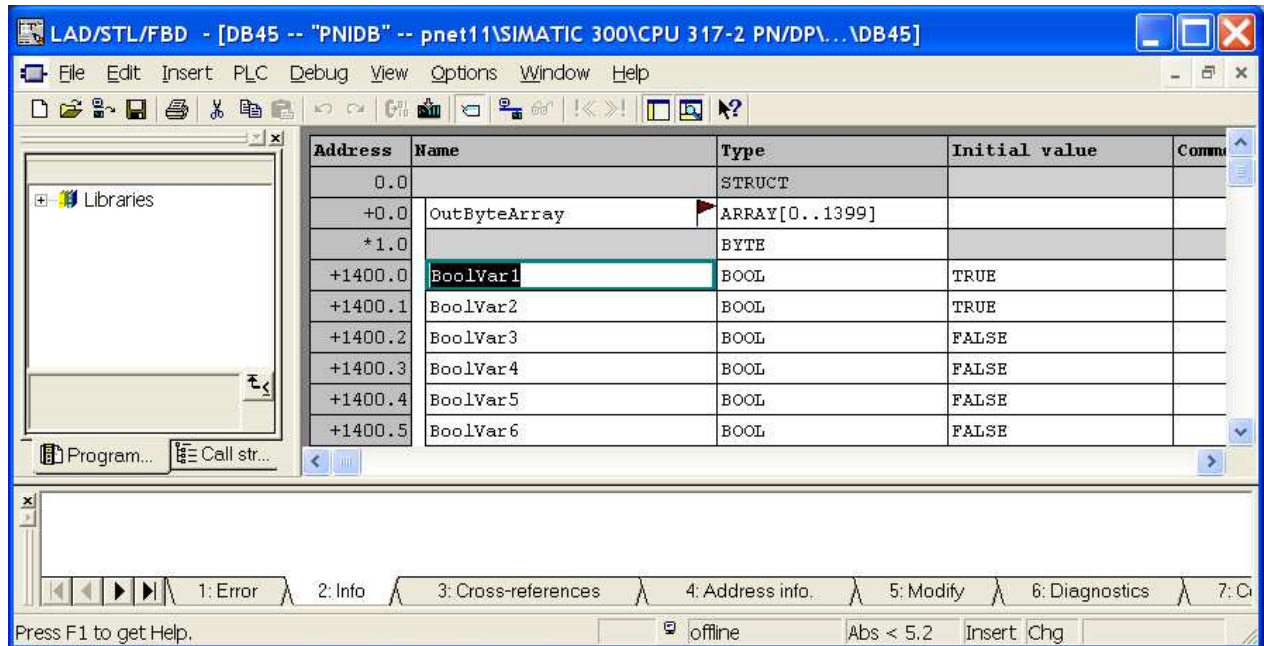 LAD/STL/FBD - [DB45 -- "PNIDB" -- pnet11\SIMATIC 300\CPU 317-2 PN/DP\...\DB45]
File Edit Insert PLC Debug View Options Window Help
Libraries
Program... Call str...
Address Name Type Initial value Comme
0.0 STRUCT
+0.0 OutByteArray ARRAY[0..1399]
*1.0 BYTE
+1400.0 BoolVar1 BOOL TRUE
+1400.1 BoolVar2 BOOL TRUE
+1400.2 BoolVar3 BOOL FALSE
+1400.3 BoolVar4 BOOL FALSE
+1400.4 BoolVar5 BOOL FALSE
+1400.5 BoolVar6 BOOL FALSE
1: Error 2: Info 3: Cross-references 4: Address info. 5: Modify 6: Diagnostics 7:
Press F1 to get Help. offline Abs < 5.2 Insert Chg